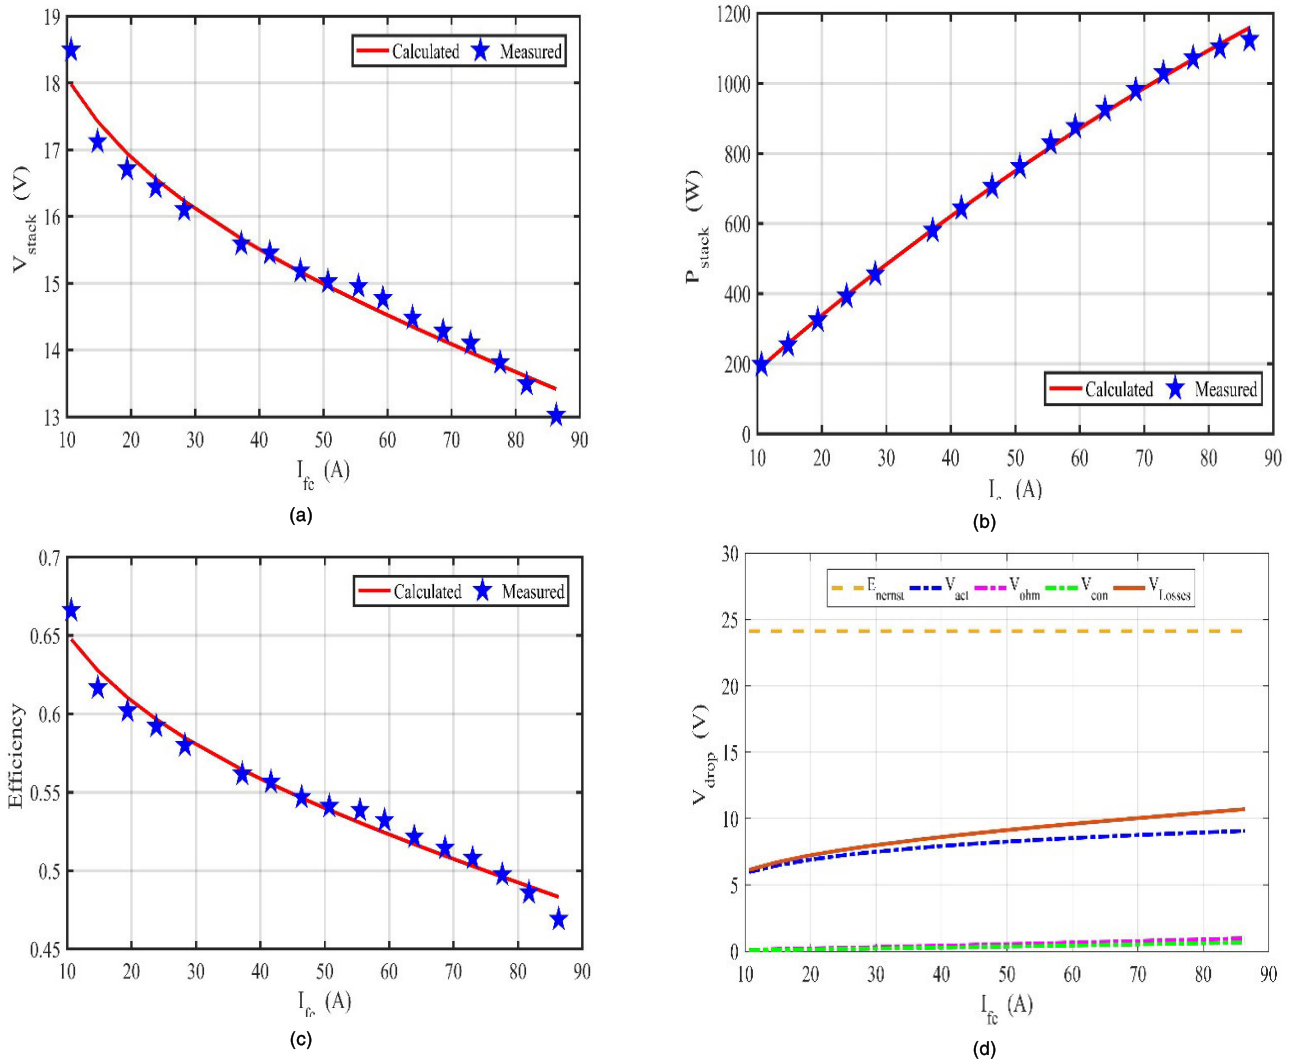 19
18
17
16
15
14
13
V stack (V)
Calculated Measured
10 20 30 40 50 60 70 80 90
I fc (A)
(a)
1200
1000
800
600
400
200
0
P stack (W)
Calculated Measured
10 20 30 40 50 60 70 80 90
(A)
(b)
0.7
0.65
0.6
0.55
0.5
0.45
Efficiency
Calculated Measured
10 20 30 40 50 60 70 80 90
I fc (A)
(c)
30
25
20
15
10
5
0
V drop (V)
E nernst V act V ohm V con V Losses
10 20 30 40 50 60 70 80 90
I fc (A)
(d)